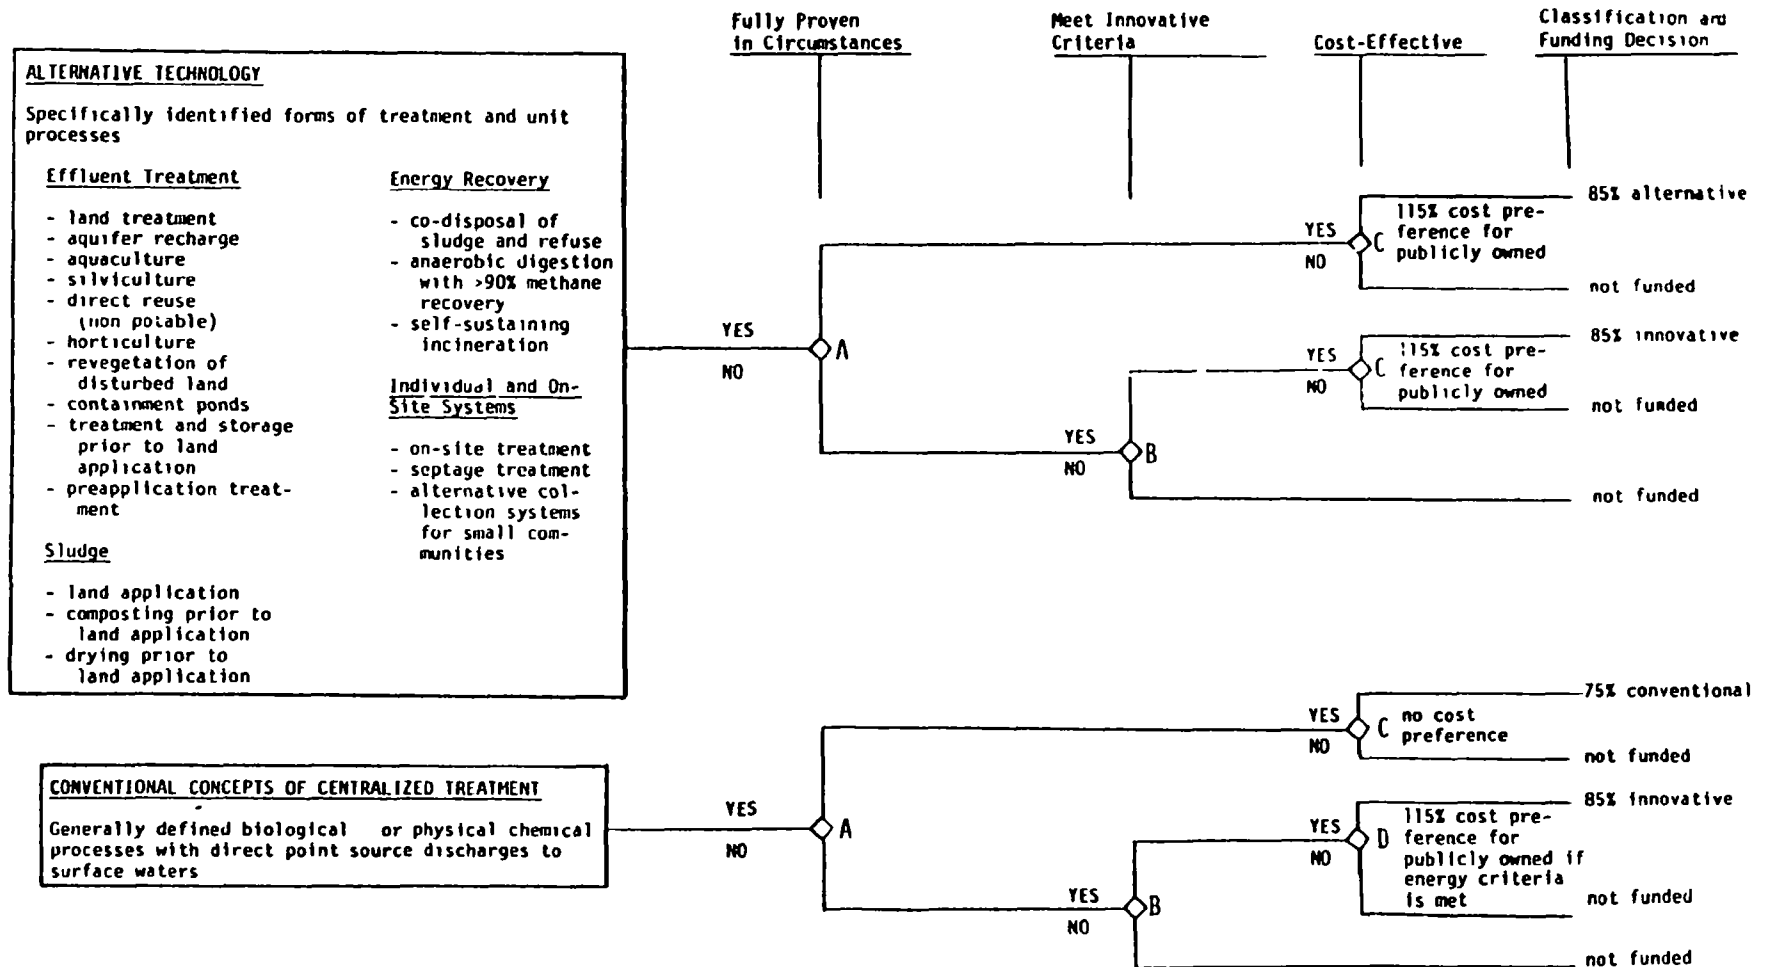 Fully Proven
in Circumstances
Meet Innovative
Criteria
Cost-Effective
Classification and
Funding Decision
ALTERNATIVE TECHNOLOGY
Specifically identified forms of treatment and unit
processes
Effluent Treatment
- land treatment
- aquifer recharge
- aquaculture
- silviculture
- direct reuse
(non potable)
- horticulture
- revegetation of
disturbed land
- containment ponds
- treatment and storage
prior to land
application
- preapplication treat-
ment
Sludge
- land application
- composting prior to
land application
- drying prior to
land application
Energy Recovery
- co-disposal of
sludge and refuse
- anaerobic digestion
with >90% methane
recovery
- self-sustaining
incineration
Individual and On-
Site Systems
- on-site treatment
- septage treatment
- alternative col-
lection systems
for small com-
munities
YES
NO
A
YES
NO
C
115% cost pre-
ference for
publicly owned
85% alternative
not funded
YES
NO
B
YES
NO
C
115% cost pre-
ference for
publicly owned
85% innovative
not funded
not funded
CONVENTIONAL CONCEPTS OF CENTRALIZED TREATMENT
Generally defined biological or physical chemical
processes with direct point source discharges to
surface waters
YES
NO
A
YES
NO
C
no cost
preference
75% conventional
not funded
YES
NO
B
YES
NO
D
115% cost pre-
ference for
publicly owned if
energy criteria
is met
85% innovative
not funded
not funded